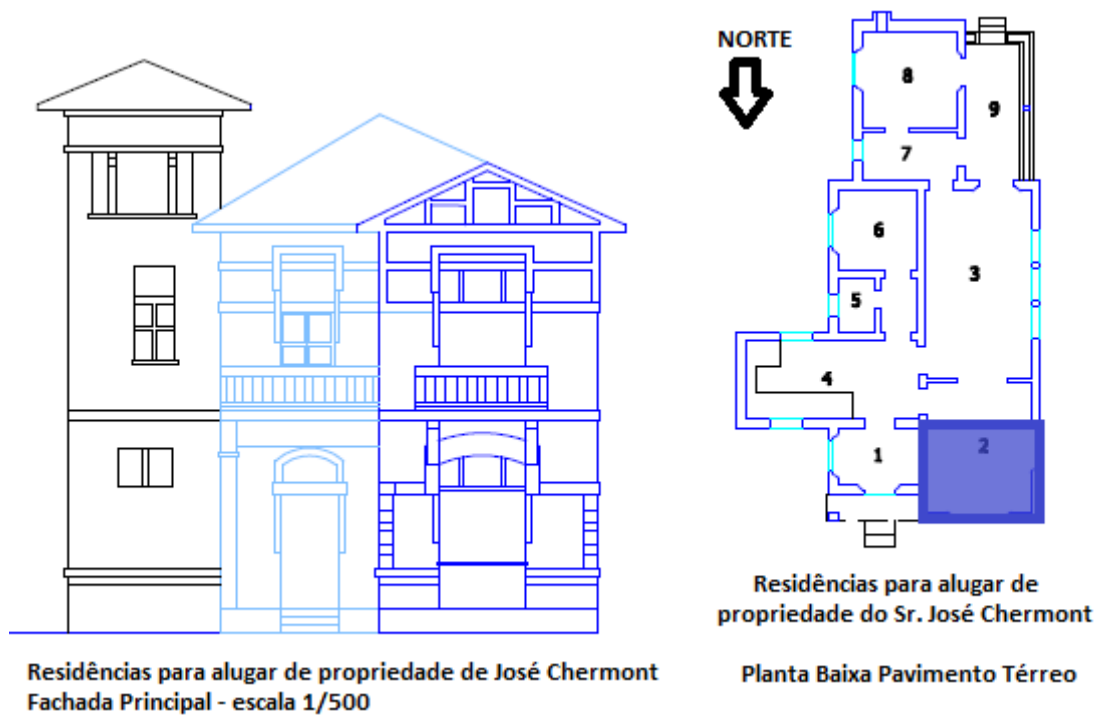 NORTE
8
9
7
6
3
5
4
2
1
Residências para alugar de
propriedade do Sr. José Chermont
Planta Baixa Pavimento Térreo
Residências para alugar de propriedade de José Chermont
Fachada Principal - escala 1/500